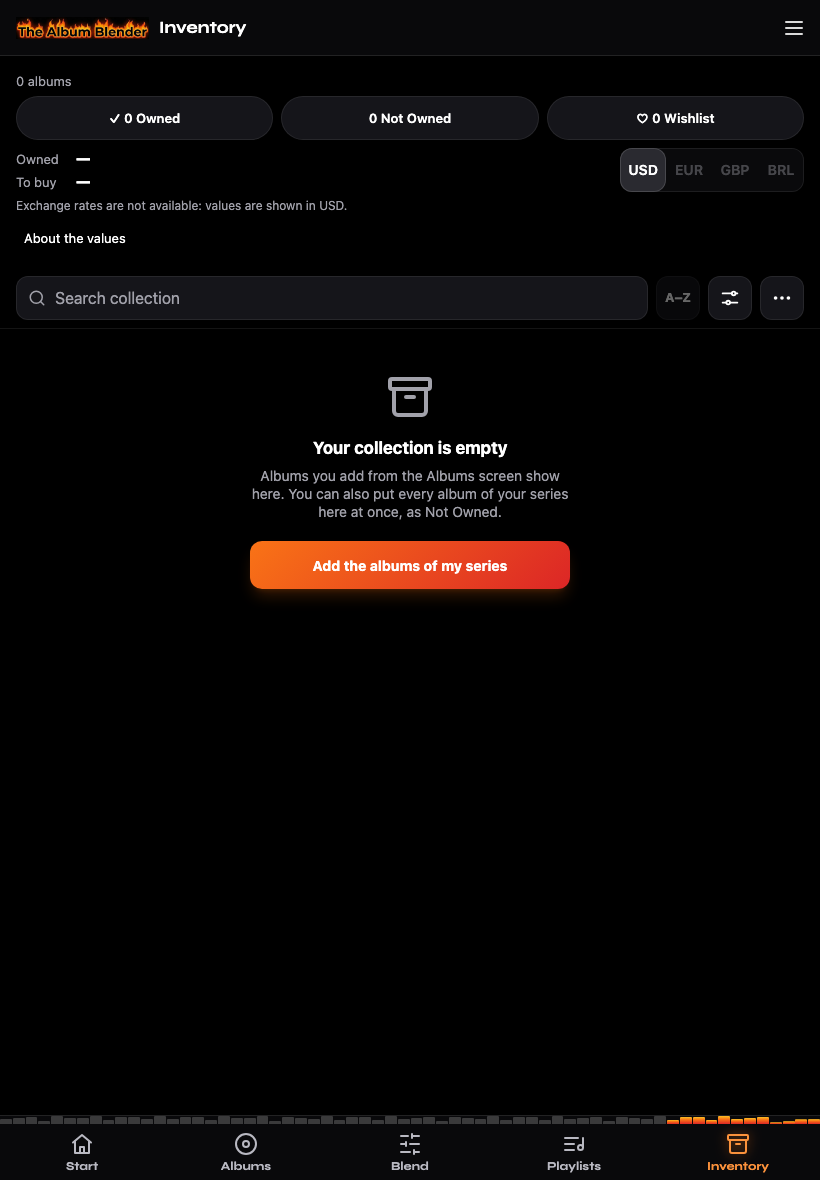 The Album Blender Inventory
0 albums
0 Owned
0 Not Owned
0 Wishlist
Owned —
To buy —
USD EUR GBP BRL
Exchange rates are not available: values are shown in USD.
About the values
Search collection
A–Z
Your collection is empty
Albums you add from the Albums screen show
here. You can also put every album of your series
here at once, as Not Owned.
Add the albums of my series
Start
Albums
Blend
Playlists
Inventory